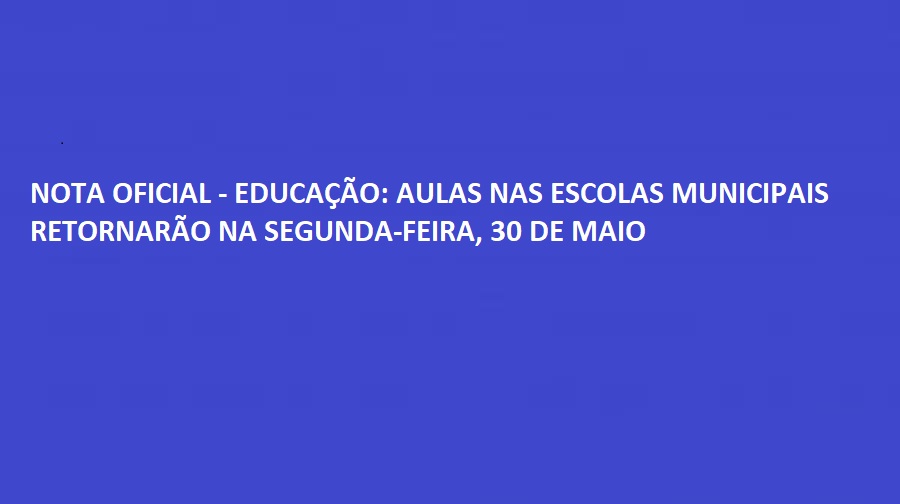 NOTA OFICIAL - EDUCAÇÃO: AULAS NAS ESCOLAS MUNICIPAIS
RETORNARÃO NA SEGUNDA-FEIRA, 30 DE MAIO